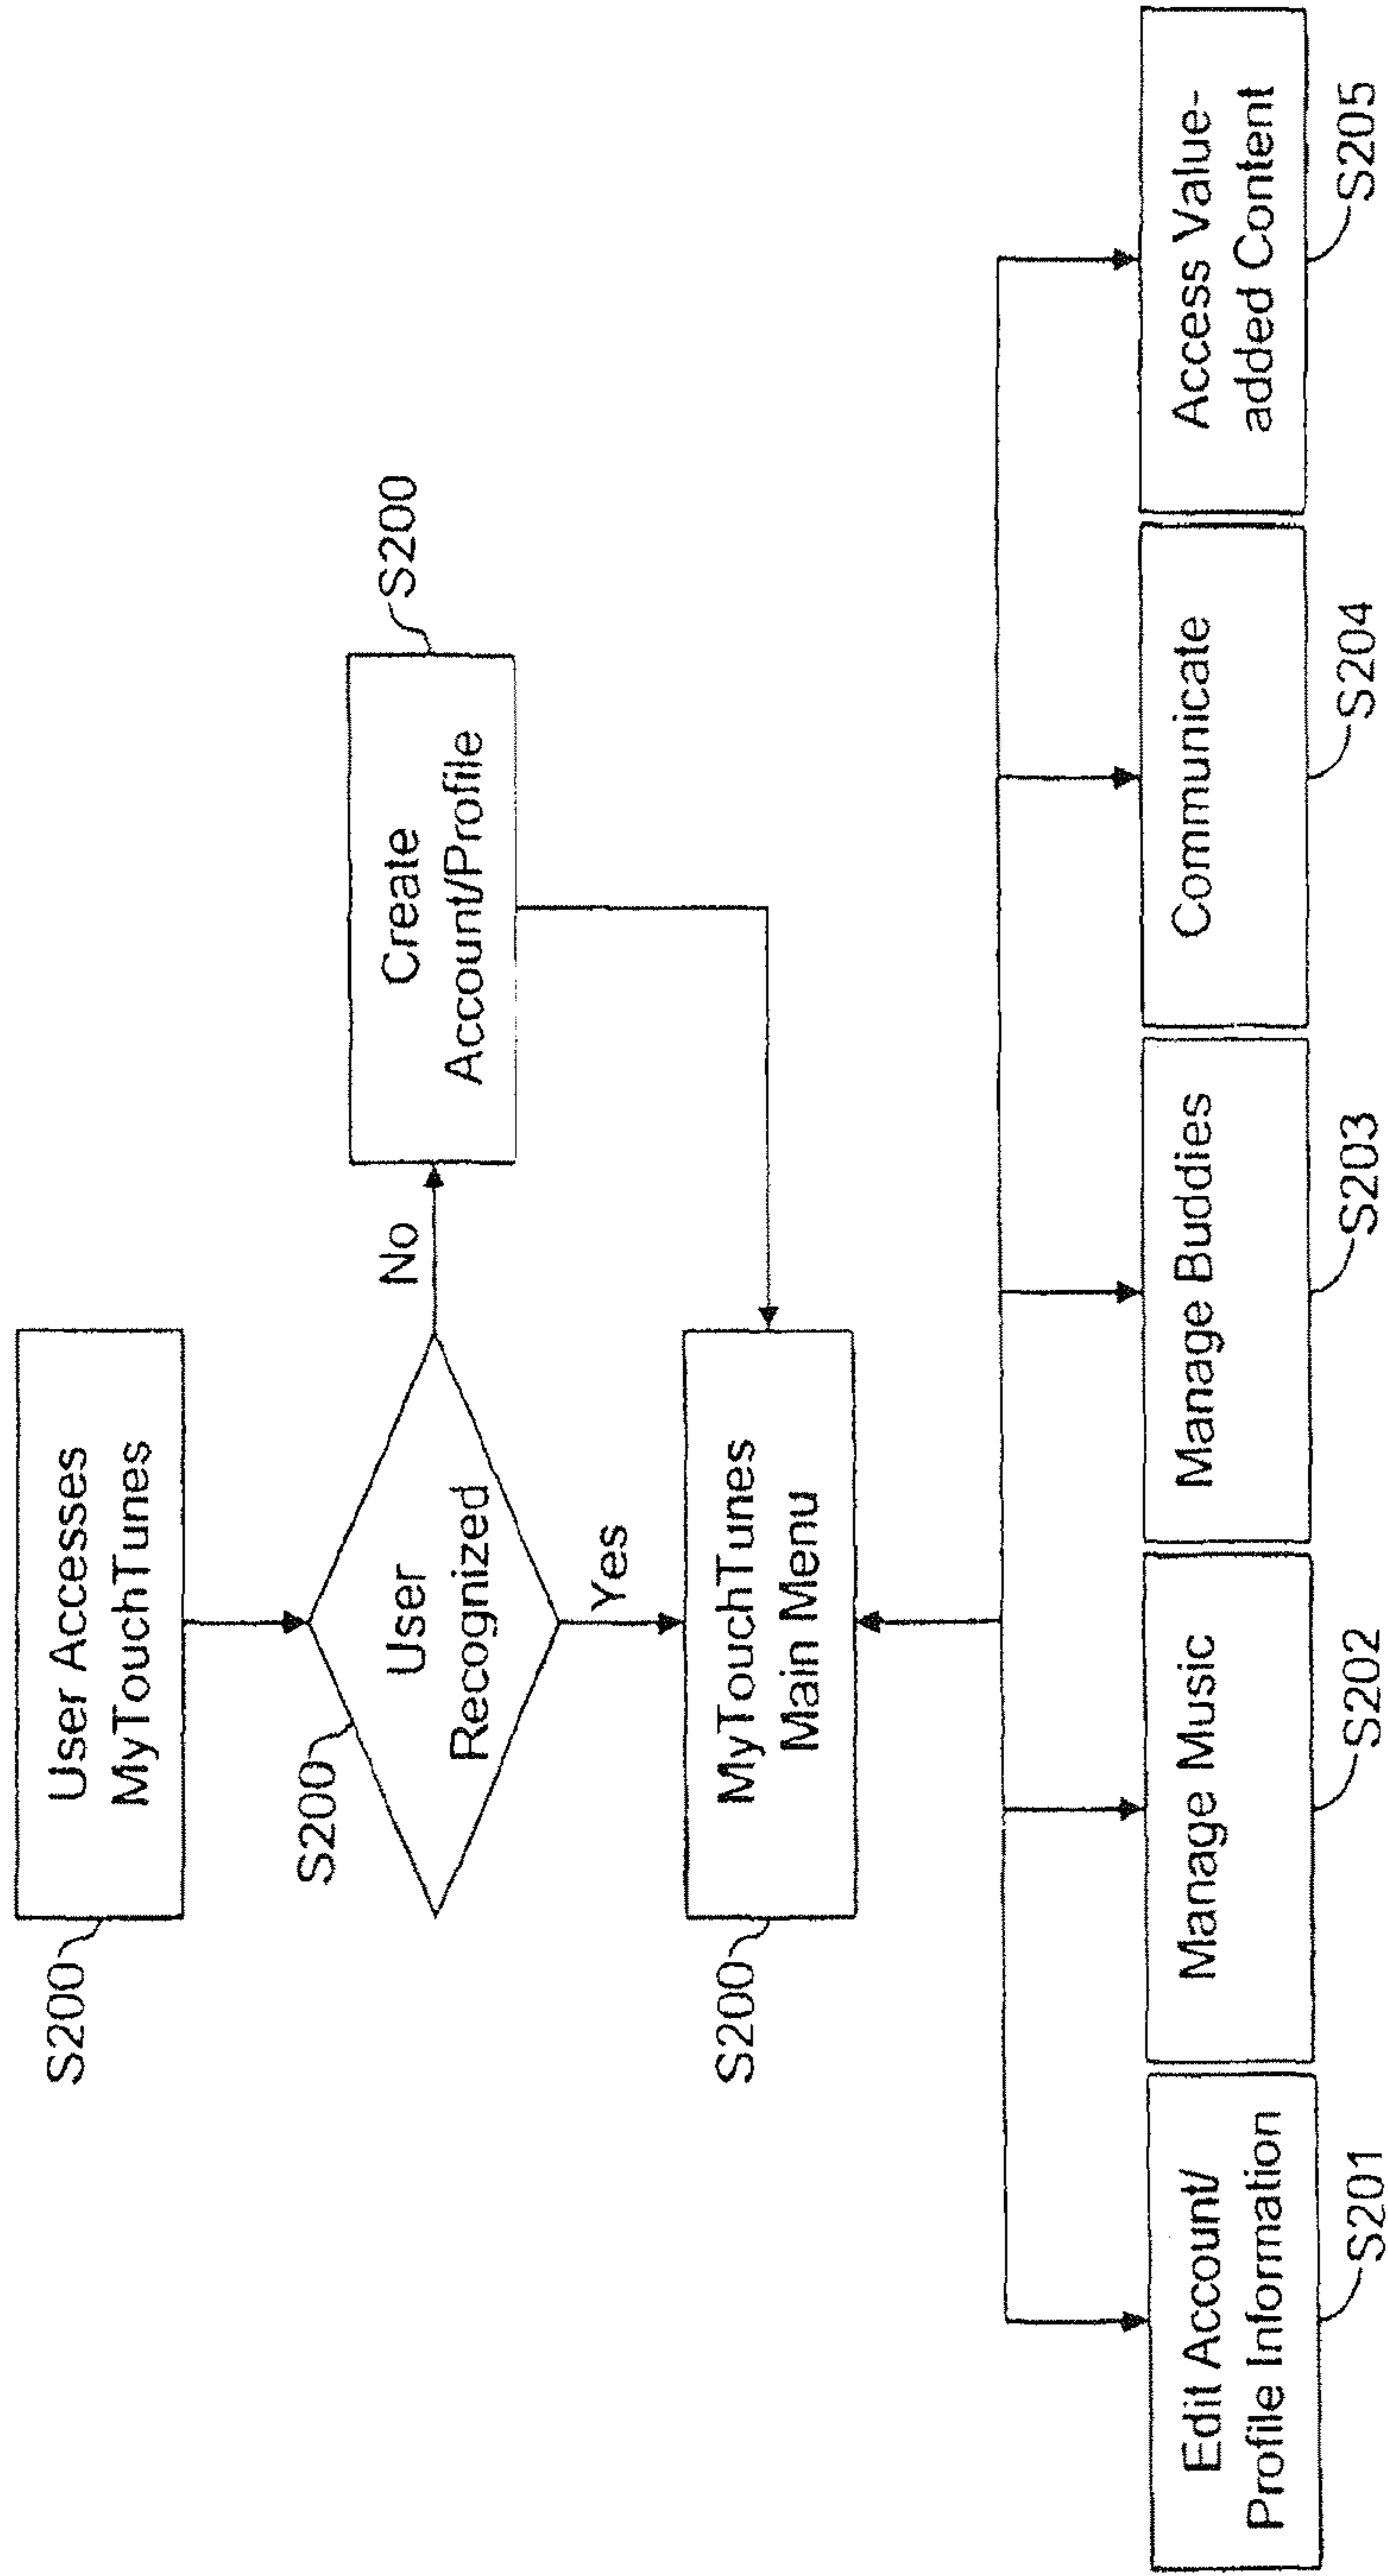 User Accesses
MyTouchTunes
S200
User
Recognized
S200
No
Create
Account/Profile
S200
Yes
MyTouchTunes
Main Menu
S200
Edit Account/
Profile Information
S201
Manage Music
S202
Manage Buddies
S203
Communicate
S204
Access Value-
added Content
S205